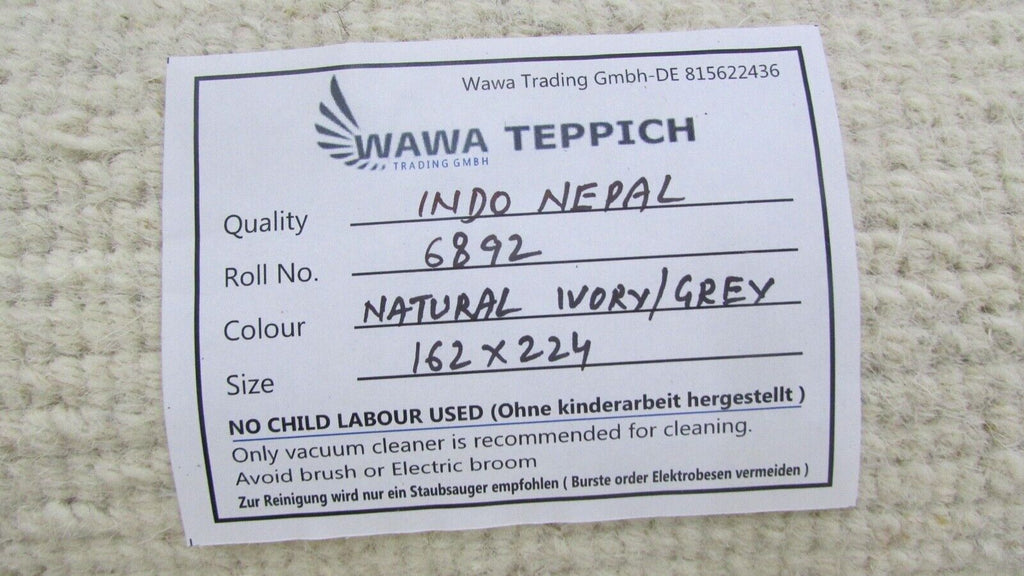 Wawa Trading Gmbh-DE 815622436
WAWA TEPPICH
TRADING GMBH
Quality INDO NEPAL
Roll No. 6892
Colour NATURAL IVORY/GREY
Size 162 x 224
NO CHILD LABOUR USED (Ohne kinderarbeit hergestellt )
Only vacuum cleaner is recommended for cleaning.
Avoid brush or Electric broom
Zur Reinigung wird nur ein Staubsauger empfohlen ( Burste order Elektrobesen vermeiden )